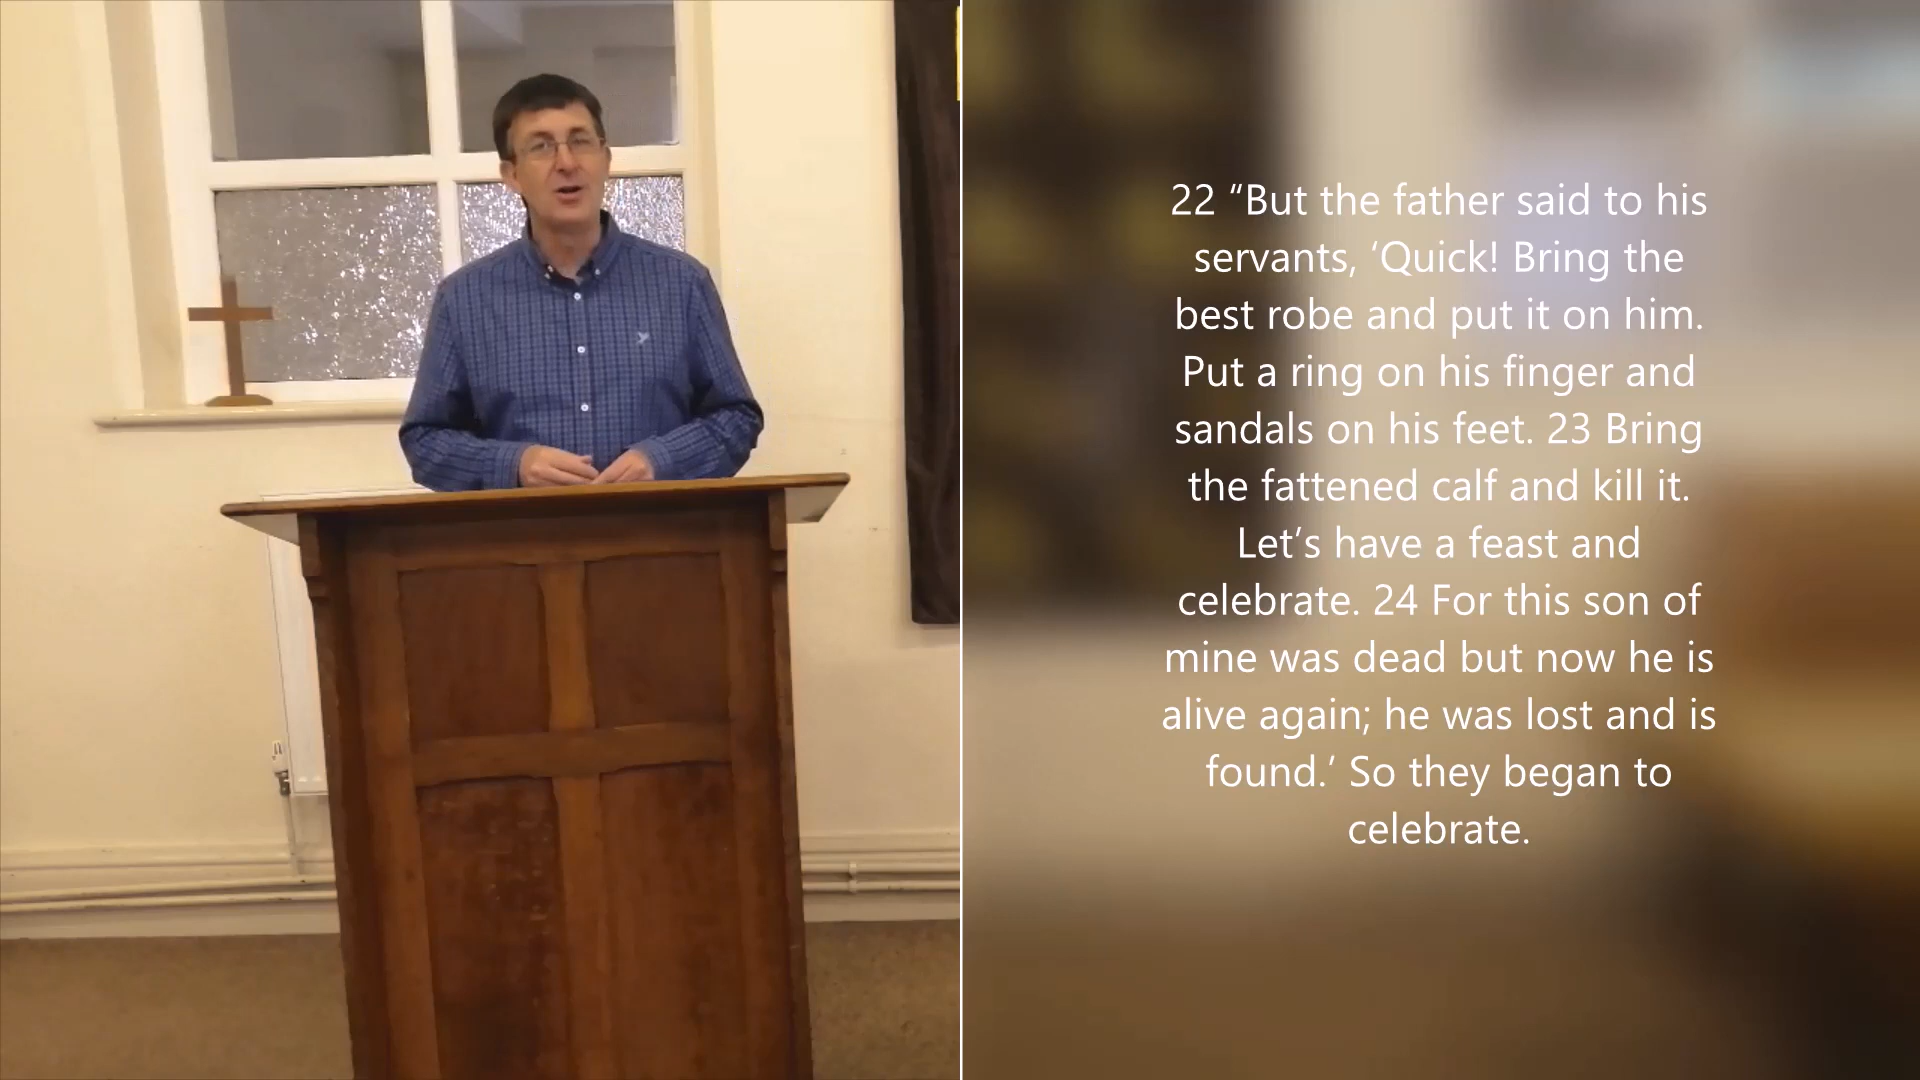 22 “But the father said to his
servants, ‘Quick! Bring the
best robe and put it on him.
Put a ring on his finger and
sandals on his feet. 23 Bring
the fattened calf and kill it.
Let’s have a feast and
celebrate. 24 For this son of
mine was dead but now he is
alive again; he was lost and is
found.’ So they began to
celebrate.